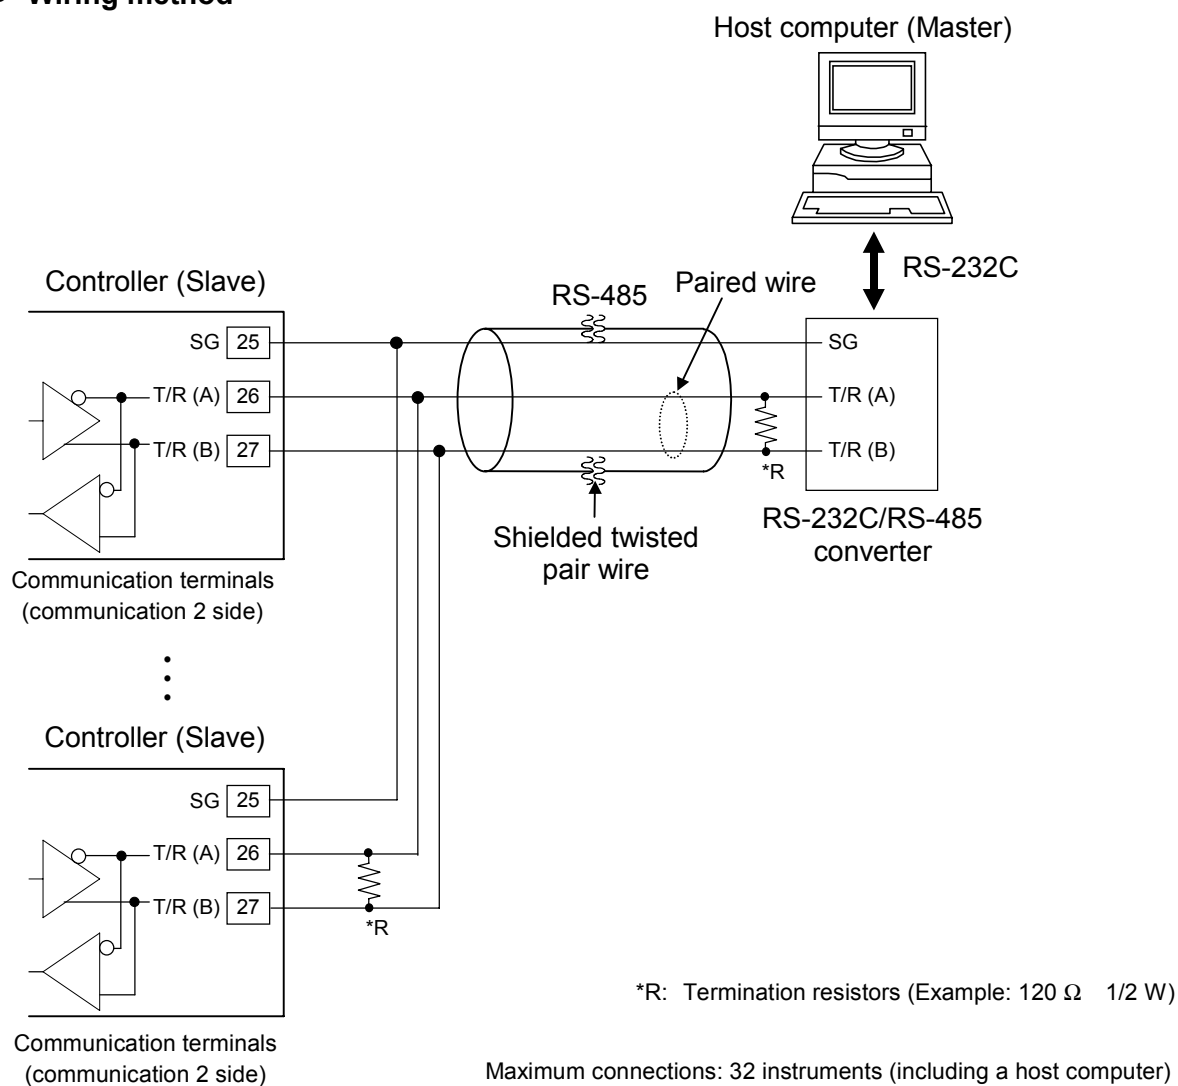 Wiring method
Host computer (Master)
RS-232C
Controller (Slave)
RS-485
Paired wire
SG 25
SG
T/R (A) 26
T/R (A)
T/R (B) 27
T/R (B)
*R
RS-232C/RS-485
converter
Shielded twisted
pair wire
Communication terminals
(communication 2 side)
Controller (Slave)
SG 25
T/R (A) 26
T/R (B) 27
*R
*R: Termination resistors (Example: 120 Ω 1/2 W)
Communication terminals
(communication 2 side)
Maximum connections: 32 instruments (including a host computer)